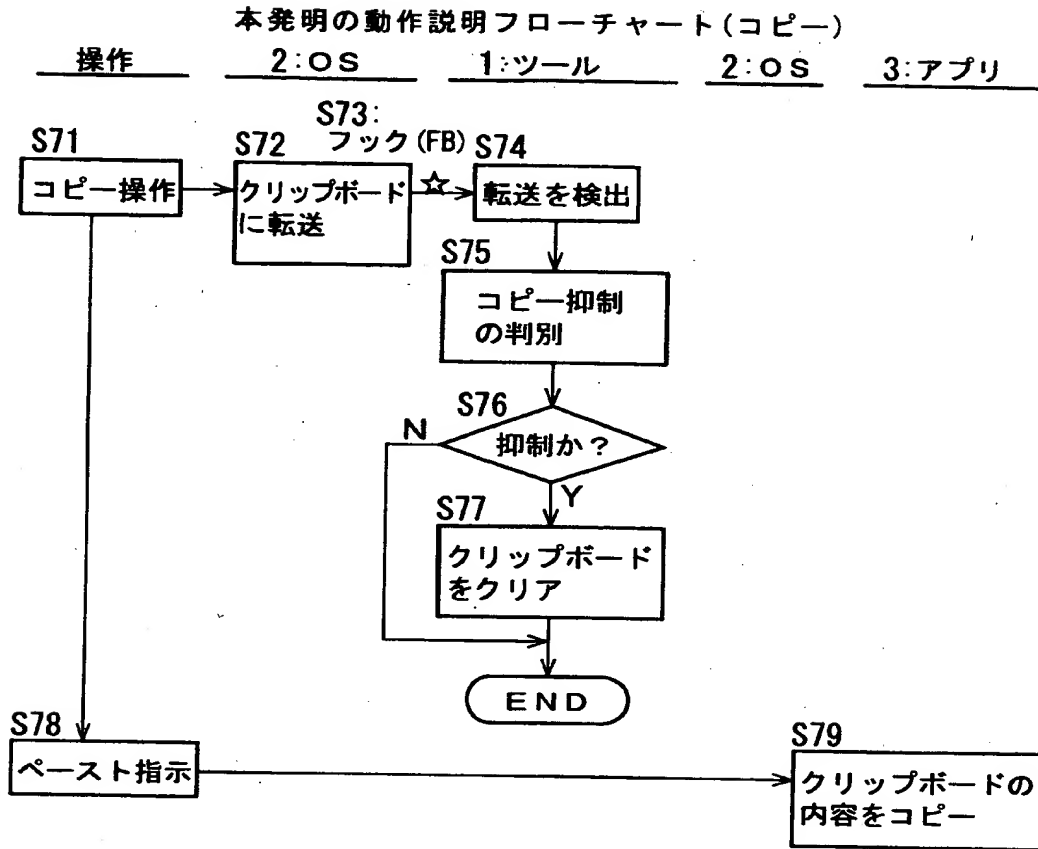 本発明の動作説明フローチャート(コピー)
操作
2:OS
1:ツール
2:OS
3:アプリ
S71
コピー操作
S72
クリップボード
に転送
S73:
フック(FB)
☆
S74
転送を検出
S75
コピー抑制
の判別
S76
抑制か?
N
Y
S77
クリップボード
をクリア
END
S78
ペースト指示
S79
クリップボードの
内容をコピー